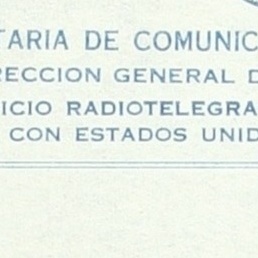 TARIA DE COMUNIC
RECCION GENERAL D
ICIO RADIOTELEGRA
CON ESTADOS UNID